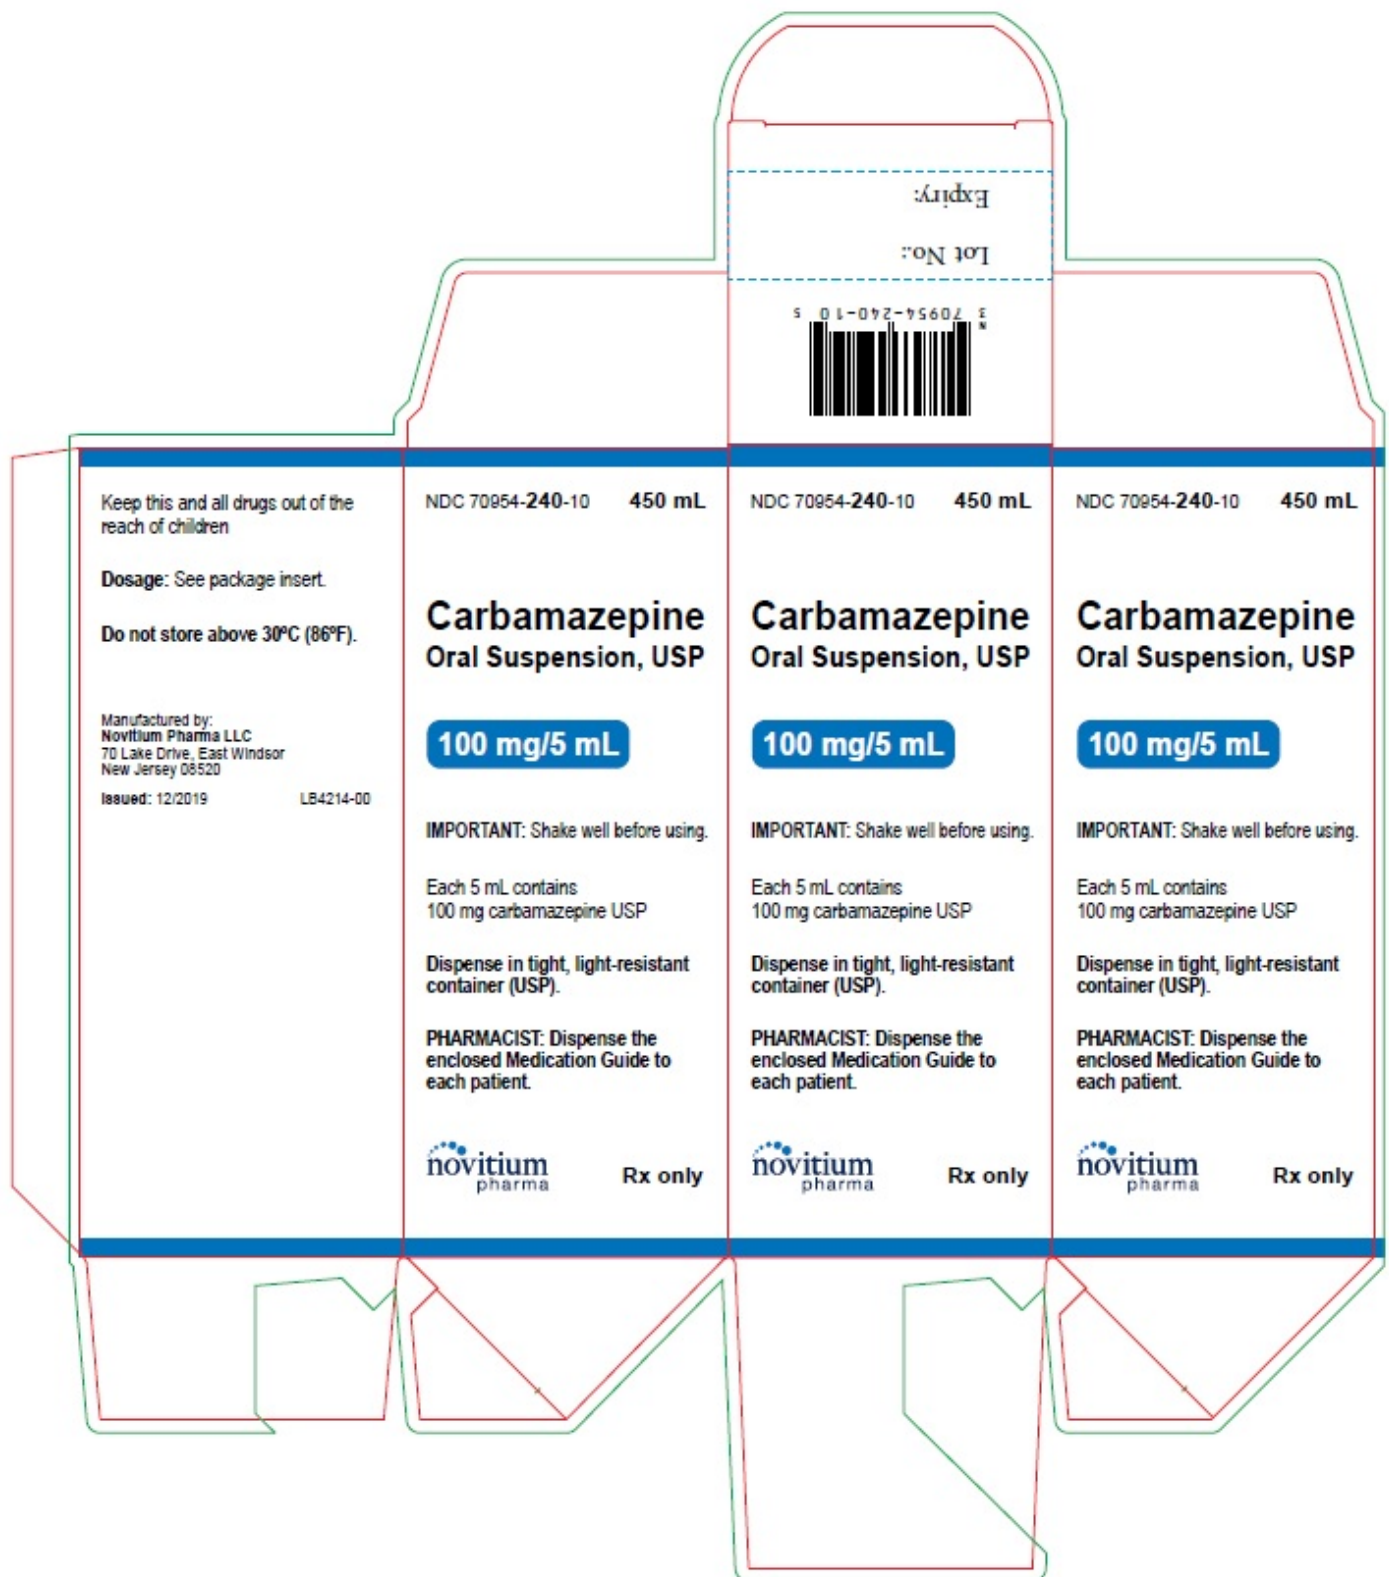 Expiry:
Lot No.:
N
3 70954-240-10 5
Keep this and all drugs out of the
reach of children
Dosage: See package insert.
Do not store above 30ºC (86ºF).
Manufactured by:
Novitium Pharma LLC
70 Lake Drive, East Windsor
New Jersey 08520
Issued: 12/2019 LB4214-00
NDC 70954-240-10 450 mL
Carbamazepine
Oral Suspension, USP
100 mg/5 mL
IMPORTANT: Shake well before using.
Each 5 mL contains
100 mg carbamazepine USP
Dispense in tight, light-resistant
container (USP).
PHARMACIST: Dispense the
enclosed Medication Guide to
each patient.
novitium
pharma
Rx only
NDC 70954-240-10 450 mL
Carbamazepine
Oral Suspension, USP
100 mg/5 mL
IMPORTANT: Shake well before using.
Each 5 mL contains
100 mg carbamazepine USP
Dispense in tight, light-resistant
container (USP).
PHARMACIST: Dispense the
enclosed Medication Guide to
each patient.
novitium
pharma
Rx only
NDC 70954-240-10 450 mL
Carbamazepine
Oral Suspension, USP
100 mg/5 mL
IMPORTANT: Shake well before using.
Each 5 mL contains
100 mg carbamazepine USP
Dispense in tight, light-resistant
container (USP).
PHARMACIST: Dispense the
enclosed Medication Guide to
each patient.
novitium
pharma
Rx only